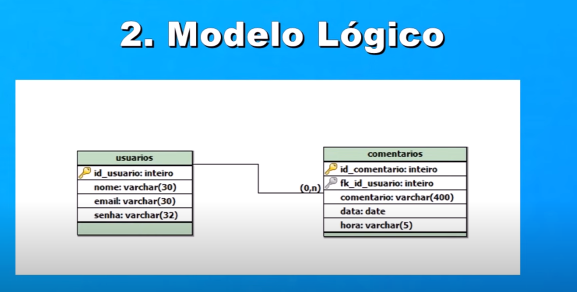 2. Modelo Lógico
usuarios
id_usuario: inteiro
nome: varchar(30)
email: varchar(30)
senha: varchar(32)
(0,n)
comentarios
id_comentario: inteiro
fk_id_usuario: inteiro
comentario: varchar(400)
data: date
hora: varchar(5)